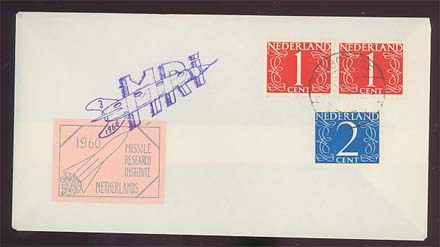 MRI
1960
1960
MISSILE
RESEARCH
INSTITUTE
NETHERLANDS
NEDERLAND
1
CENT
NEDERLAND
1
CENT
NEDERLAND
2
CENT